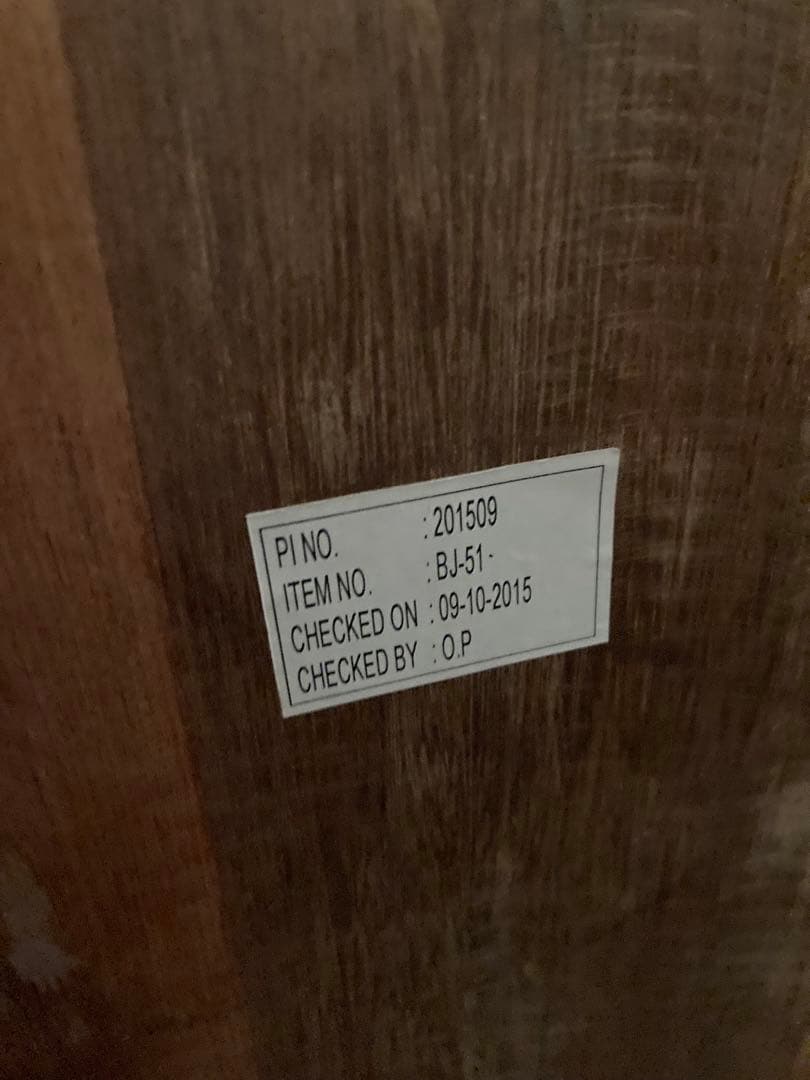 PI NO. : 201509
ITEM NO. : BJ-51 -
CHECKED ON : 09-10-2015
CHECKED BY : O.P